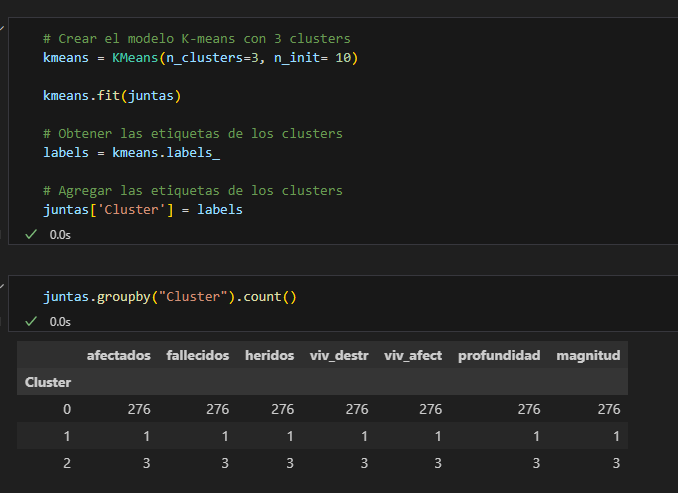 # Crear el modelo K-means con 3 clusters
kmeans = KMeans(n_clusters=3, n_init= 10)
kmeans.fit(juntas)
# Obtener las etiquetas de los clusters
labels = kmeans.labels_
# Agregar las etiquetas de los clusters
juntas['Cluster'] = labels
0.0s
juntas.groupby("Cluster").count()
0.0s
afectados fallecidos heridos viv_destr viv_afect profundidad magnitud
Cluster
0 276 276 276 276 276 276 276
1 1 1 1 1 1 1 1
2 3 3 3 3 3 3 3